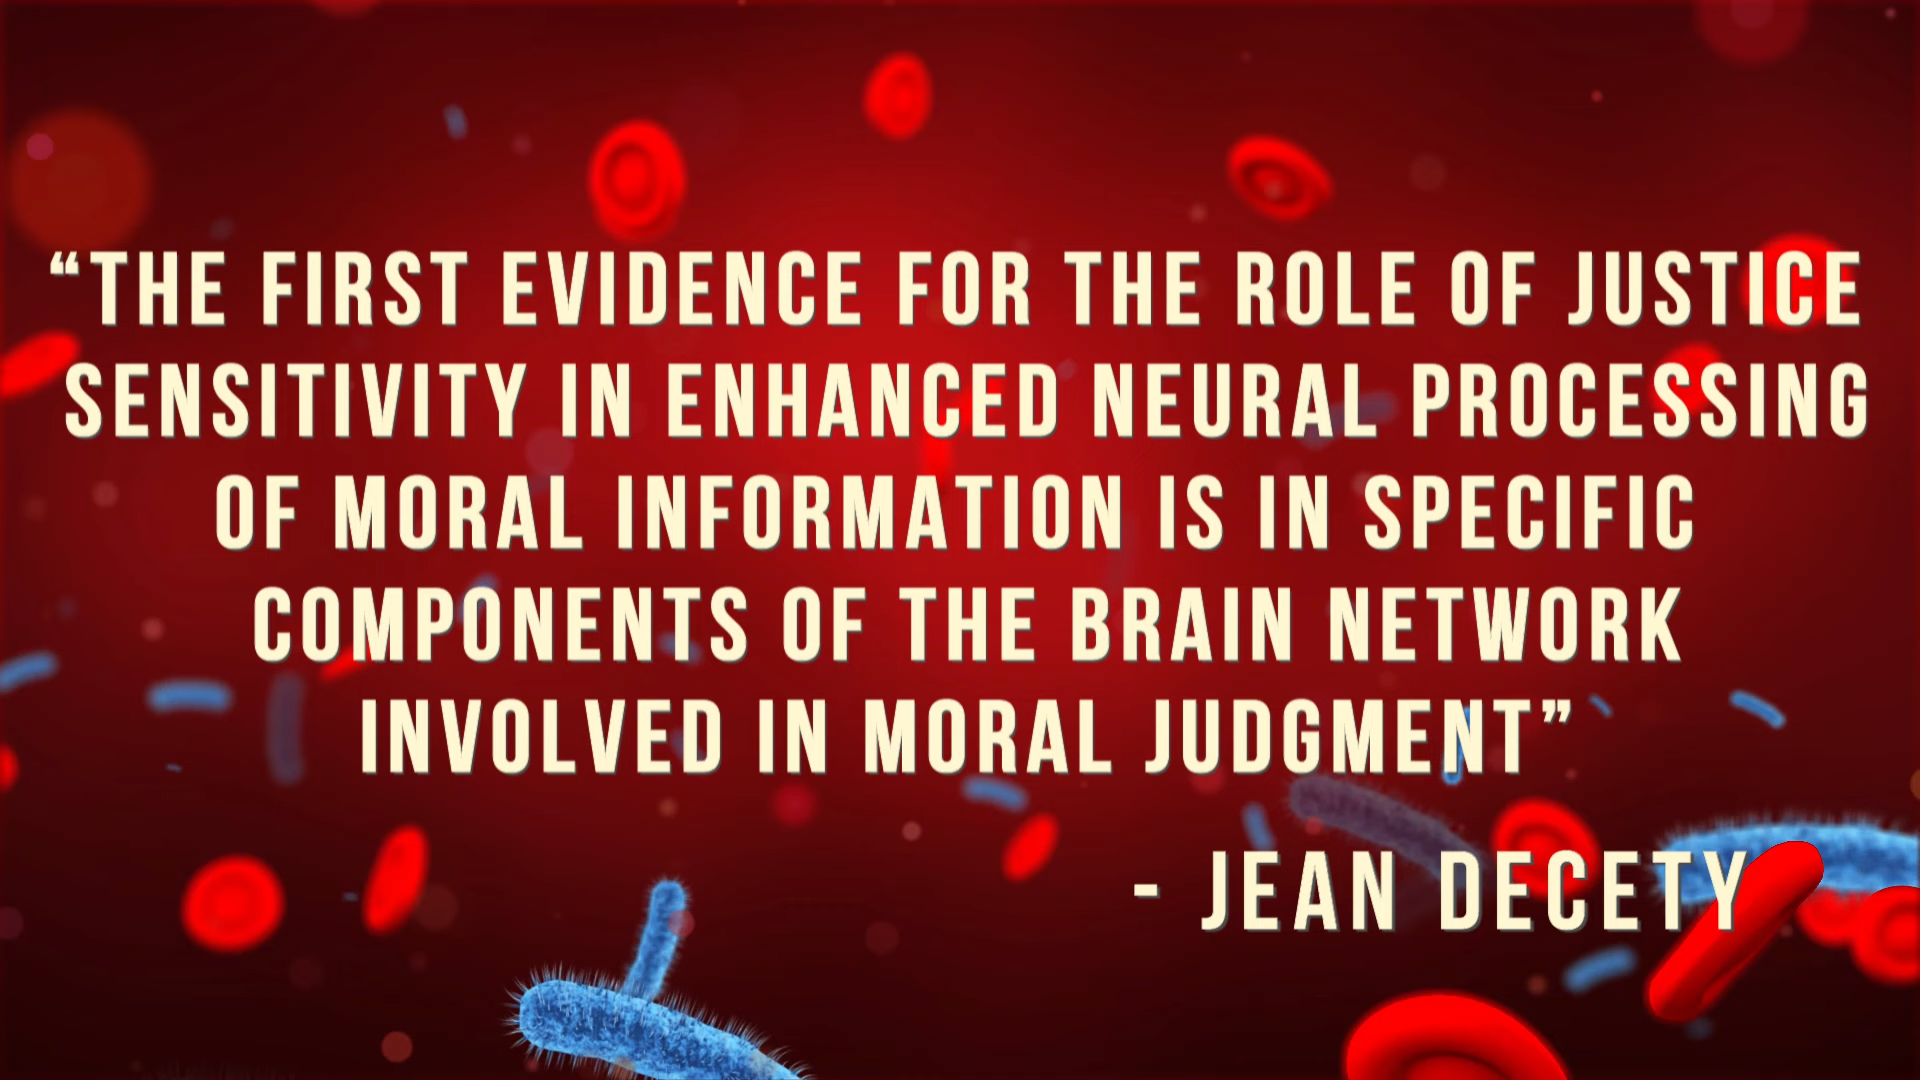 “THE FIRST EVIDENCE FOR THE ROLE OF JUSTICE
SENSITIVITY IN ENHANCED NEURAL PROCESSING
OF MORAL INFORMATION IS IN SPECIFIC
COMPONENTS OF THE BRAIN NETWORK
INVOLVED IN MORAL JUDGMENT”
- JEAN DECETY